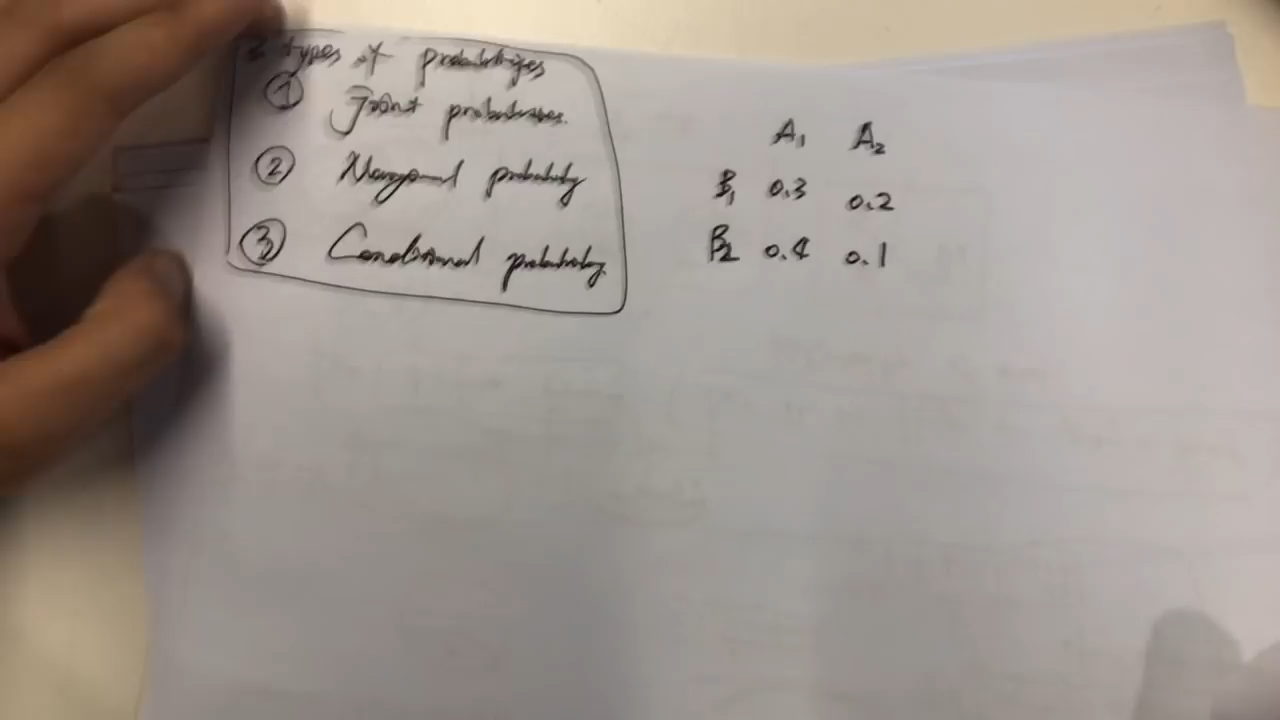 3 types of probabilities
① Joint probabilities.
② Marginal probability
③ Conditional probability
A₁ A₂
B₁ 0.3 0.2
B₂ 0.4 0.1